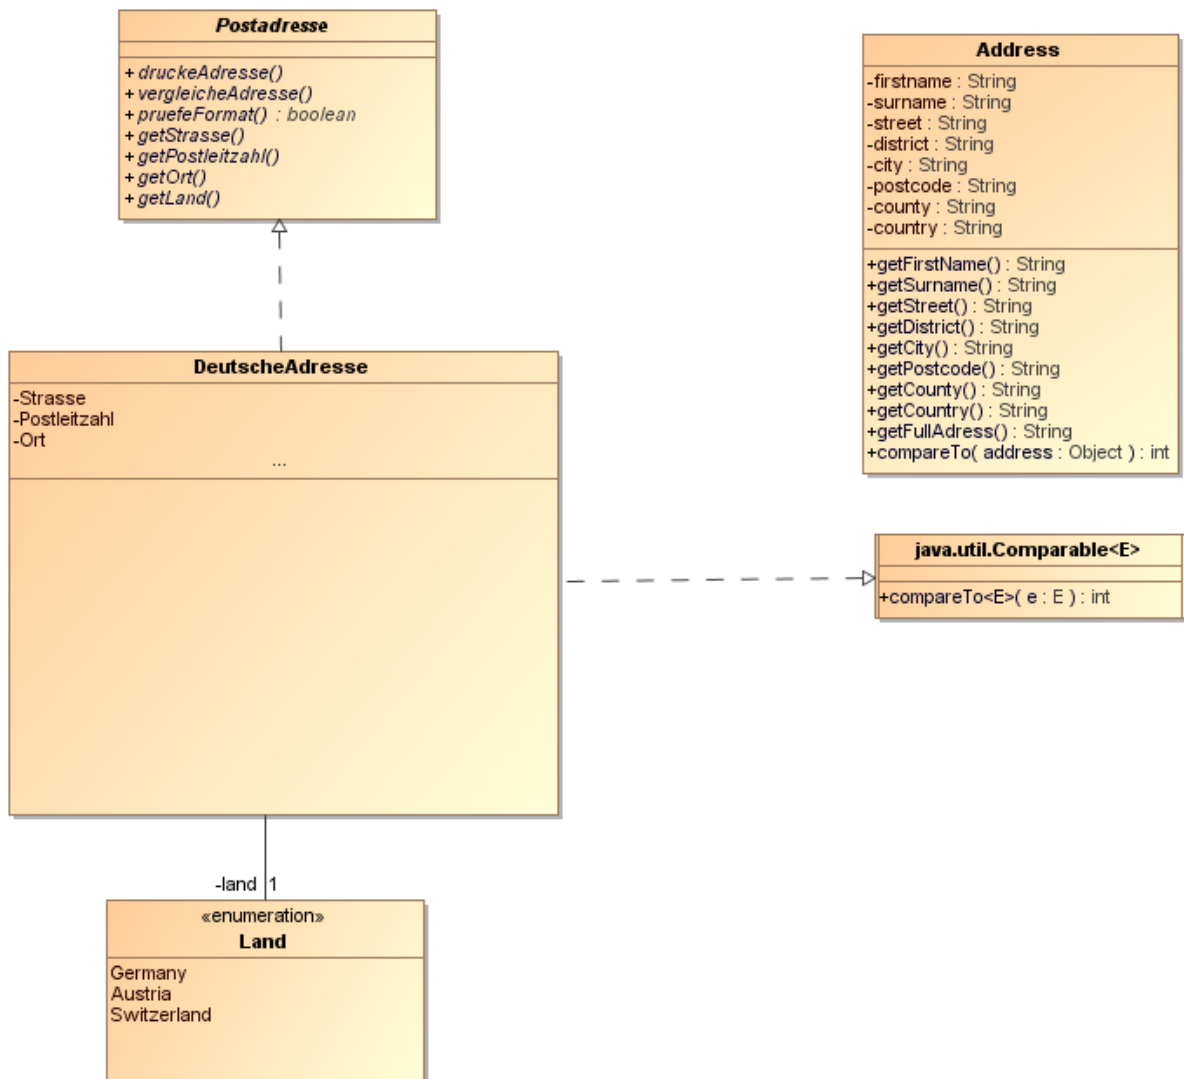 Postadresse
+ druckeAdresse()
+ vergleicheAdresse()
+ pruefeFormat() : boolean
+ getStrasse()
+ getPostleitzahl()
+ getOrt()
+ getLand()
Address
-firstname : String
-surname : String
-street : String
-district : String
-city : String
-postcode : String
-county : String
-country : String
+getFirstName() : String
+getSurname() : String
+getStreet() : String
+getDistrict() : String
+getCity() : String
+getPostcode() : String
+getCounty() : String
+getCountry() : String
+getFullAdress() : String
+compareTo( address : Object ) : int
DeutscheAdresse
-Strasse
-Postleitzahl
-Ort
...
java.util.Comparable<E>
+compareTo<E>( e : E ) : int
-land 1
«enumeration»
Land
Germany
Austria
Switzerland